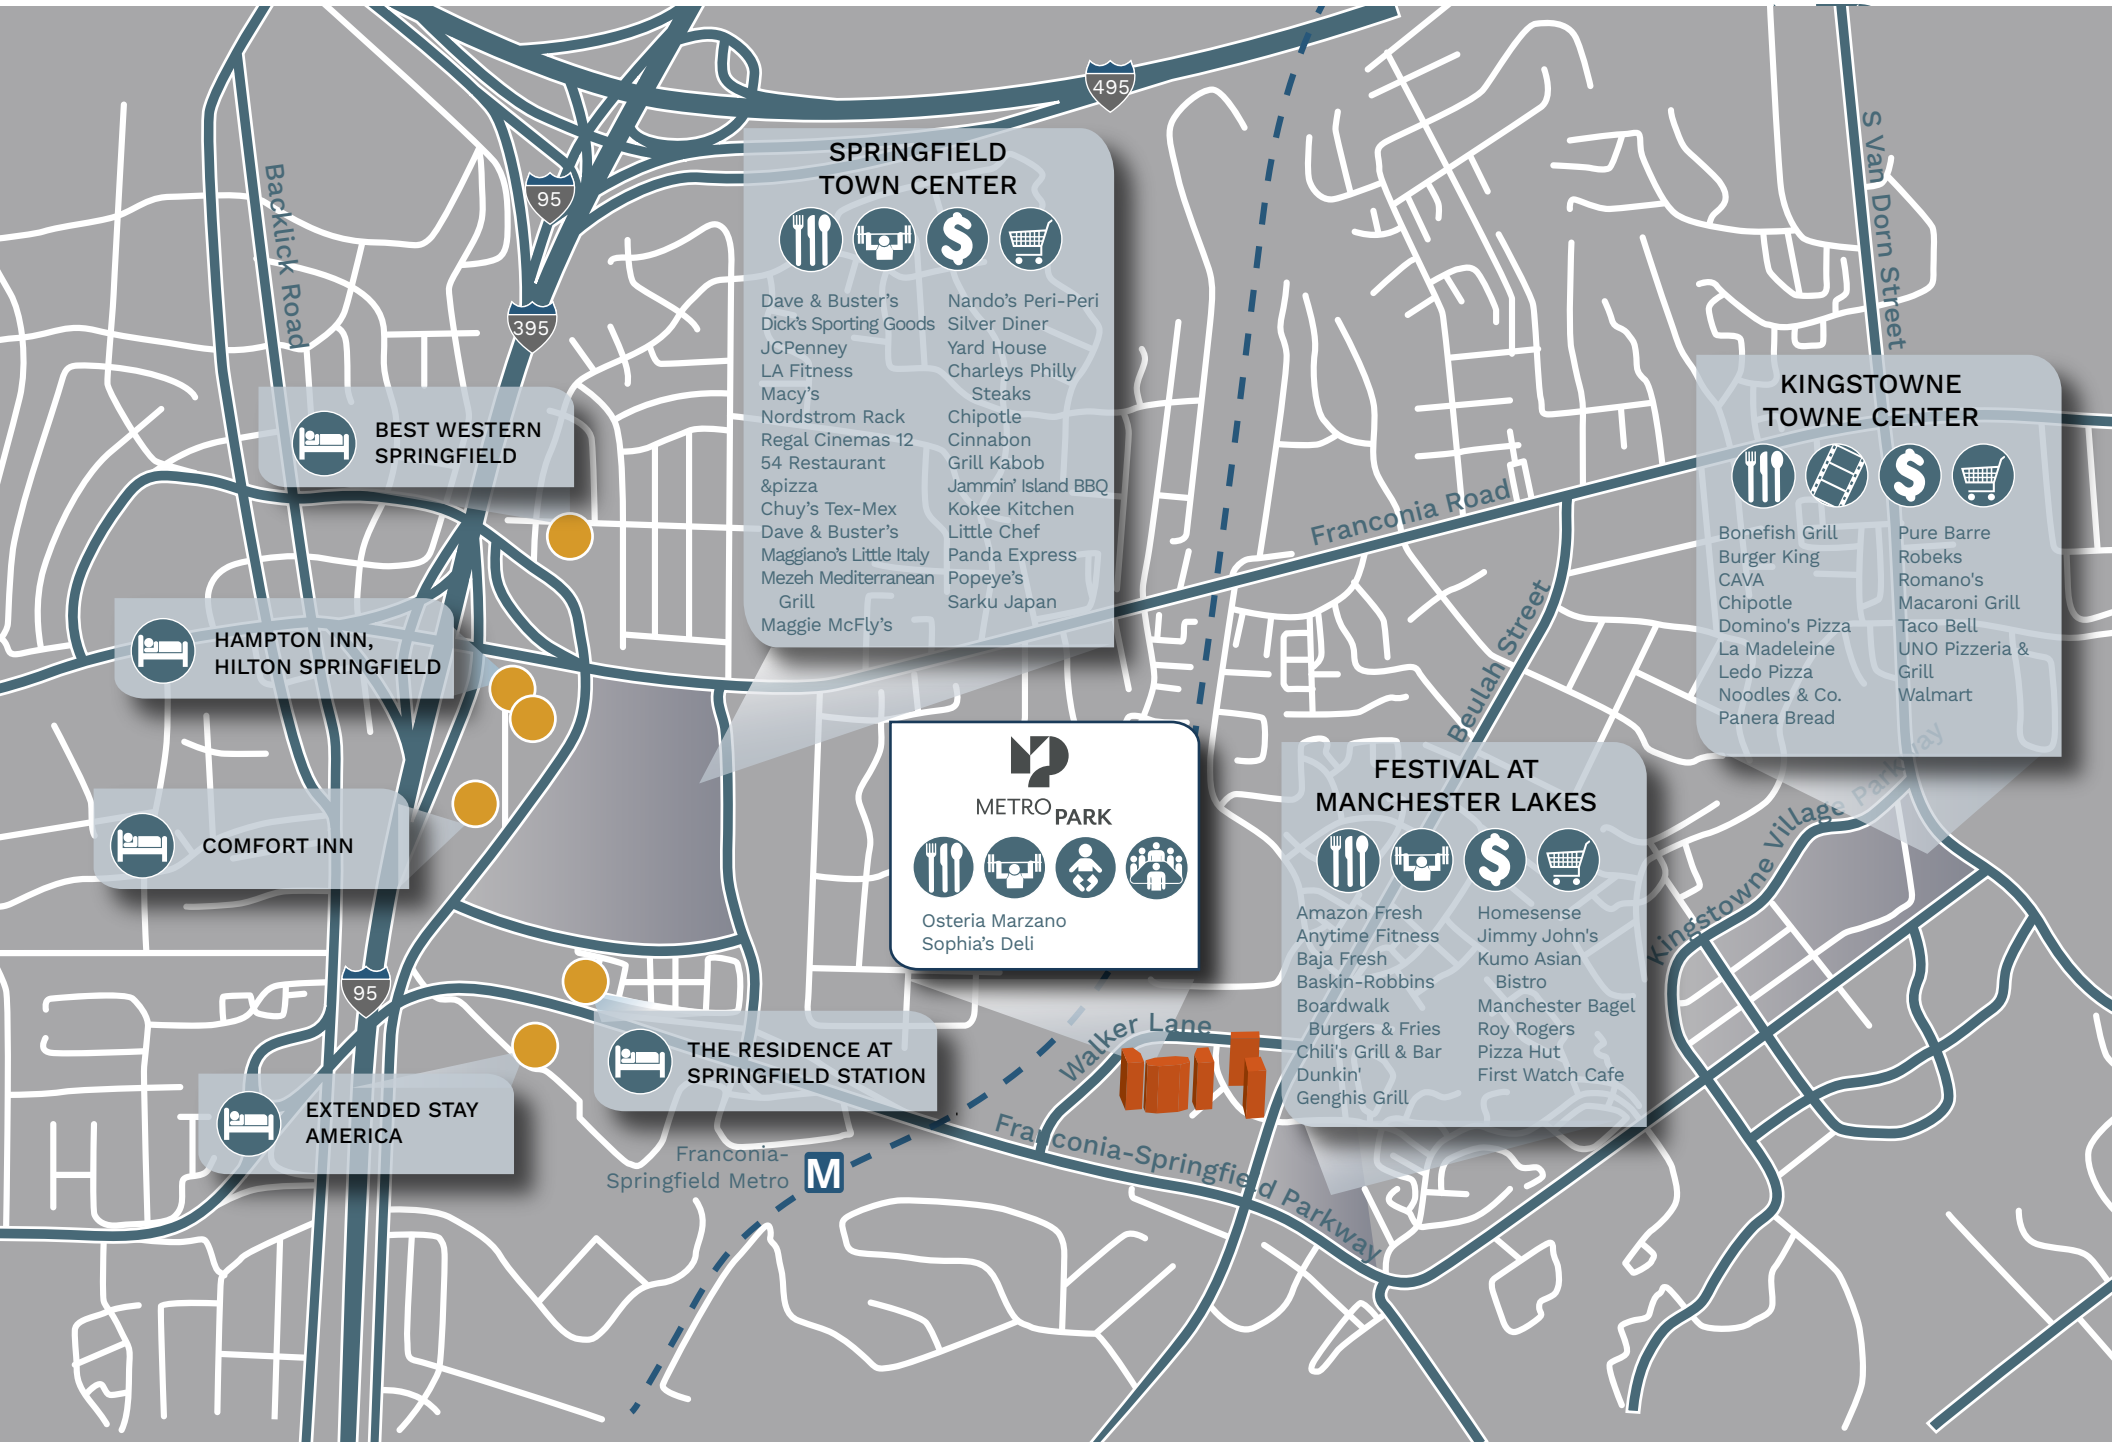 495
95
395
Backlick Road
S Van Dorn Street
SPRINGFIELD
TOWN CENTER
Dave & Buster's
Dick's Sporting Goods
JCPenney
LA Fitness
Macy's
Nordstrom Rack
Regal Cinemas 12
54 Restaurant
&pizza
Chuy's Tex-Mex
Dave & Buster's
Maggiano's Little Italy
Mezeh Mediterranean
Grill
Maggie McFly's
Nando's Peri-Peri
Silver Diner
Yard House
Charleys Philly
Steaks
Chipotle
Cinnabon
Grill Kabob
Jammin' Island BBQ
Kokee Kitchen
Little Chef
Panda Express
Popeye's
Sarku Japan
KINGSTOWNE
TOWNE CENTER
Bonefish Grill
Burger King
CAVA
Chipotle
Domino's Pizza
La Madeleine
Ledo Pizza
Noodles & Co.
Panera Bread
Pure Barre
Robeks
Romano's
Macaroni Grill
Taco Bell
UNO Pizzeria &
Grill
Walmart
BEST WESTERN
SPRINGFIELD
Franconia Road
Beulah Street
HAMPTON INN,
HILTON SPRINGFIELD
COMFORT INN
METRO PARK
Osteria Marzano
Sophia's Deli
FESTIVAL AT
MANCHESTER LAKES
Amazon Fresh
Anytime Fitness
Baja Fresh
Baskin-Robbins
Boardwalk
Burgers & Fries
Chili's Grill & Bar
Dunkin'
Genghis Grill
Homesense
Jimmy John's
Kumo Asian
Bistro
Manchester Bagel
Roy Rogers
Pizza Hut
First Watch Cafe
Kingstowne Village Parkway
95
Walker Lane
THE RESIDENCE AT
SPRINGFIELD STATION
EXTENDED STAY
AMERICA
Franconia-
Springfield Metro
M
Franconia-Springfield Parkway